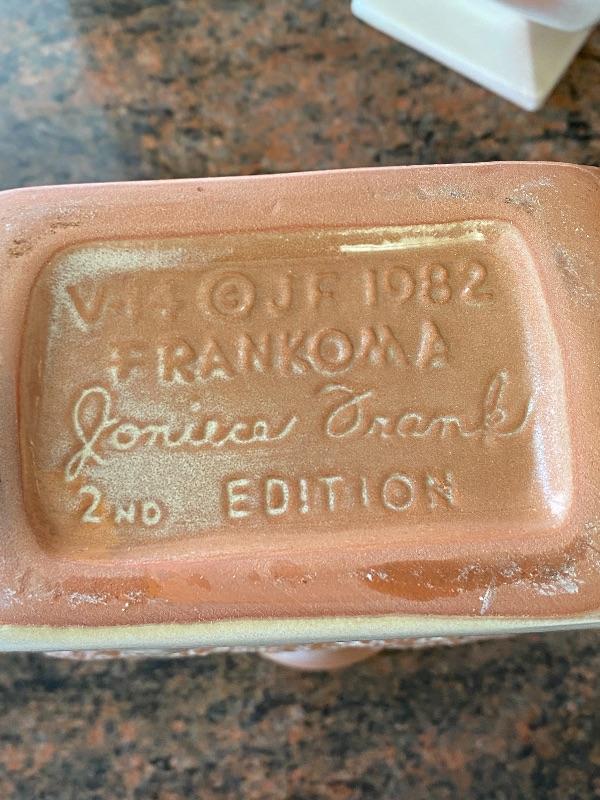 V-14 © JF 1982
FRANKOMA
Joniece Frank
2ND EDITION